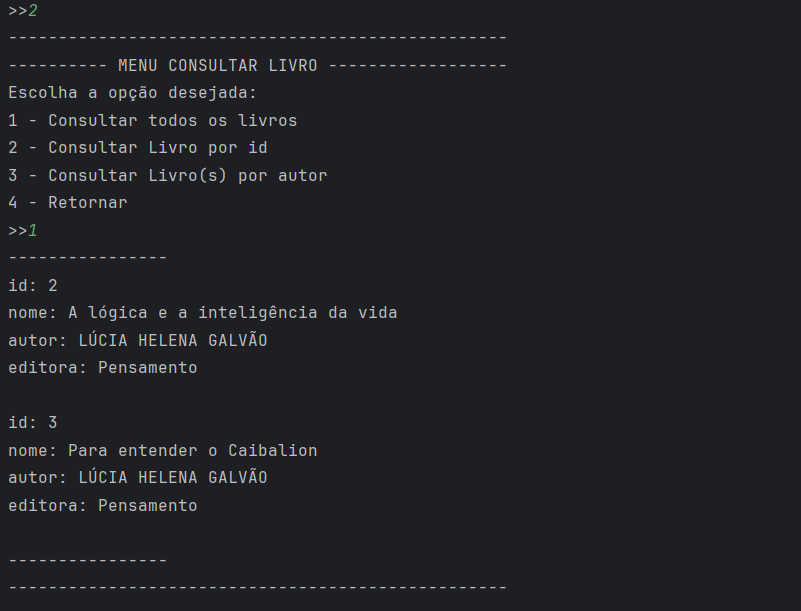 >>2
--------------------------------------------------
---------- MENU CONSULTAR LIVRO ------------------
Escolha a opção desejada:
1 - Consultar todos os livros
2 - Consultar Livro por id
3 - Consultar Livro(s) por autor
4 - Retornar
>>1
----------------
id: 2
nome: A lógica e a inteligência da vida
autor: LÚCIA HELENA GALVÃO
editora: Pensamento
id: 3
nome: Para entender o Caibalion
autor: LÚCIA HELENA GALVÃO
editora: Pensamento
----------------
--------------------------------------------------